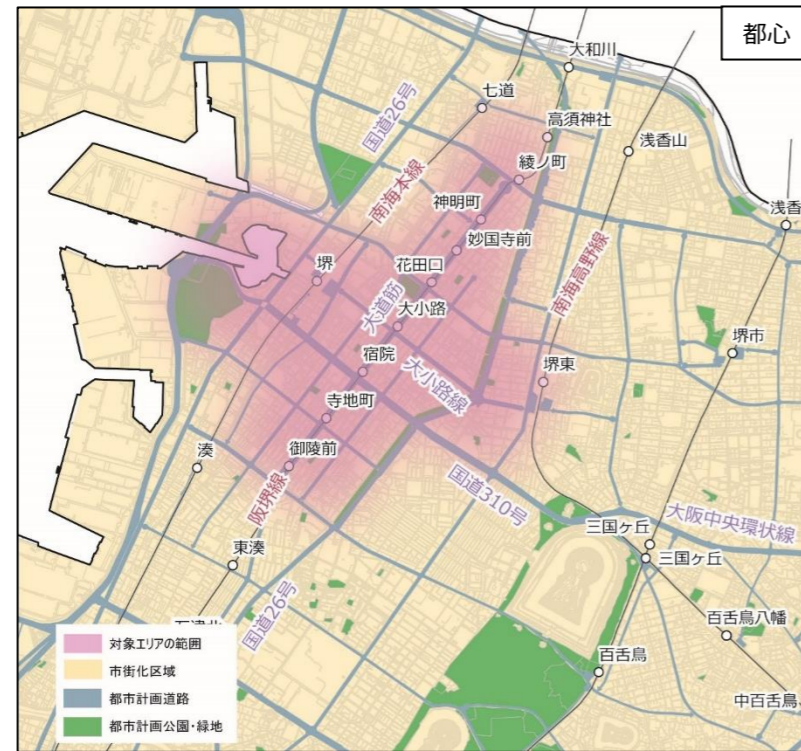 都心
大和川
七道
国道26号
高須神社
浅香山
綾ノ町
南海本線
神明町
浅香
妙国寺前
花田口
堺
南海高野線
大道筋
大小路
堺市
宿院
大小路線
堺東
寺地町
湊
御陵前
阪堺線
国道310号
大阪中央環状線
三国ヶ丘
三国ヶ丘
東湊
国道26号
百舌鳥八幡
百舌鳥
中百舌鳥
対象エリアの範囲
市街化区域
都市計画道路
都市計画公園・緑地